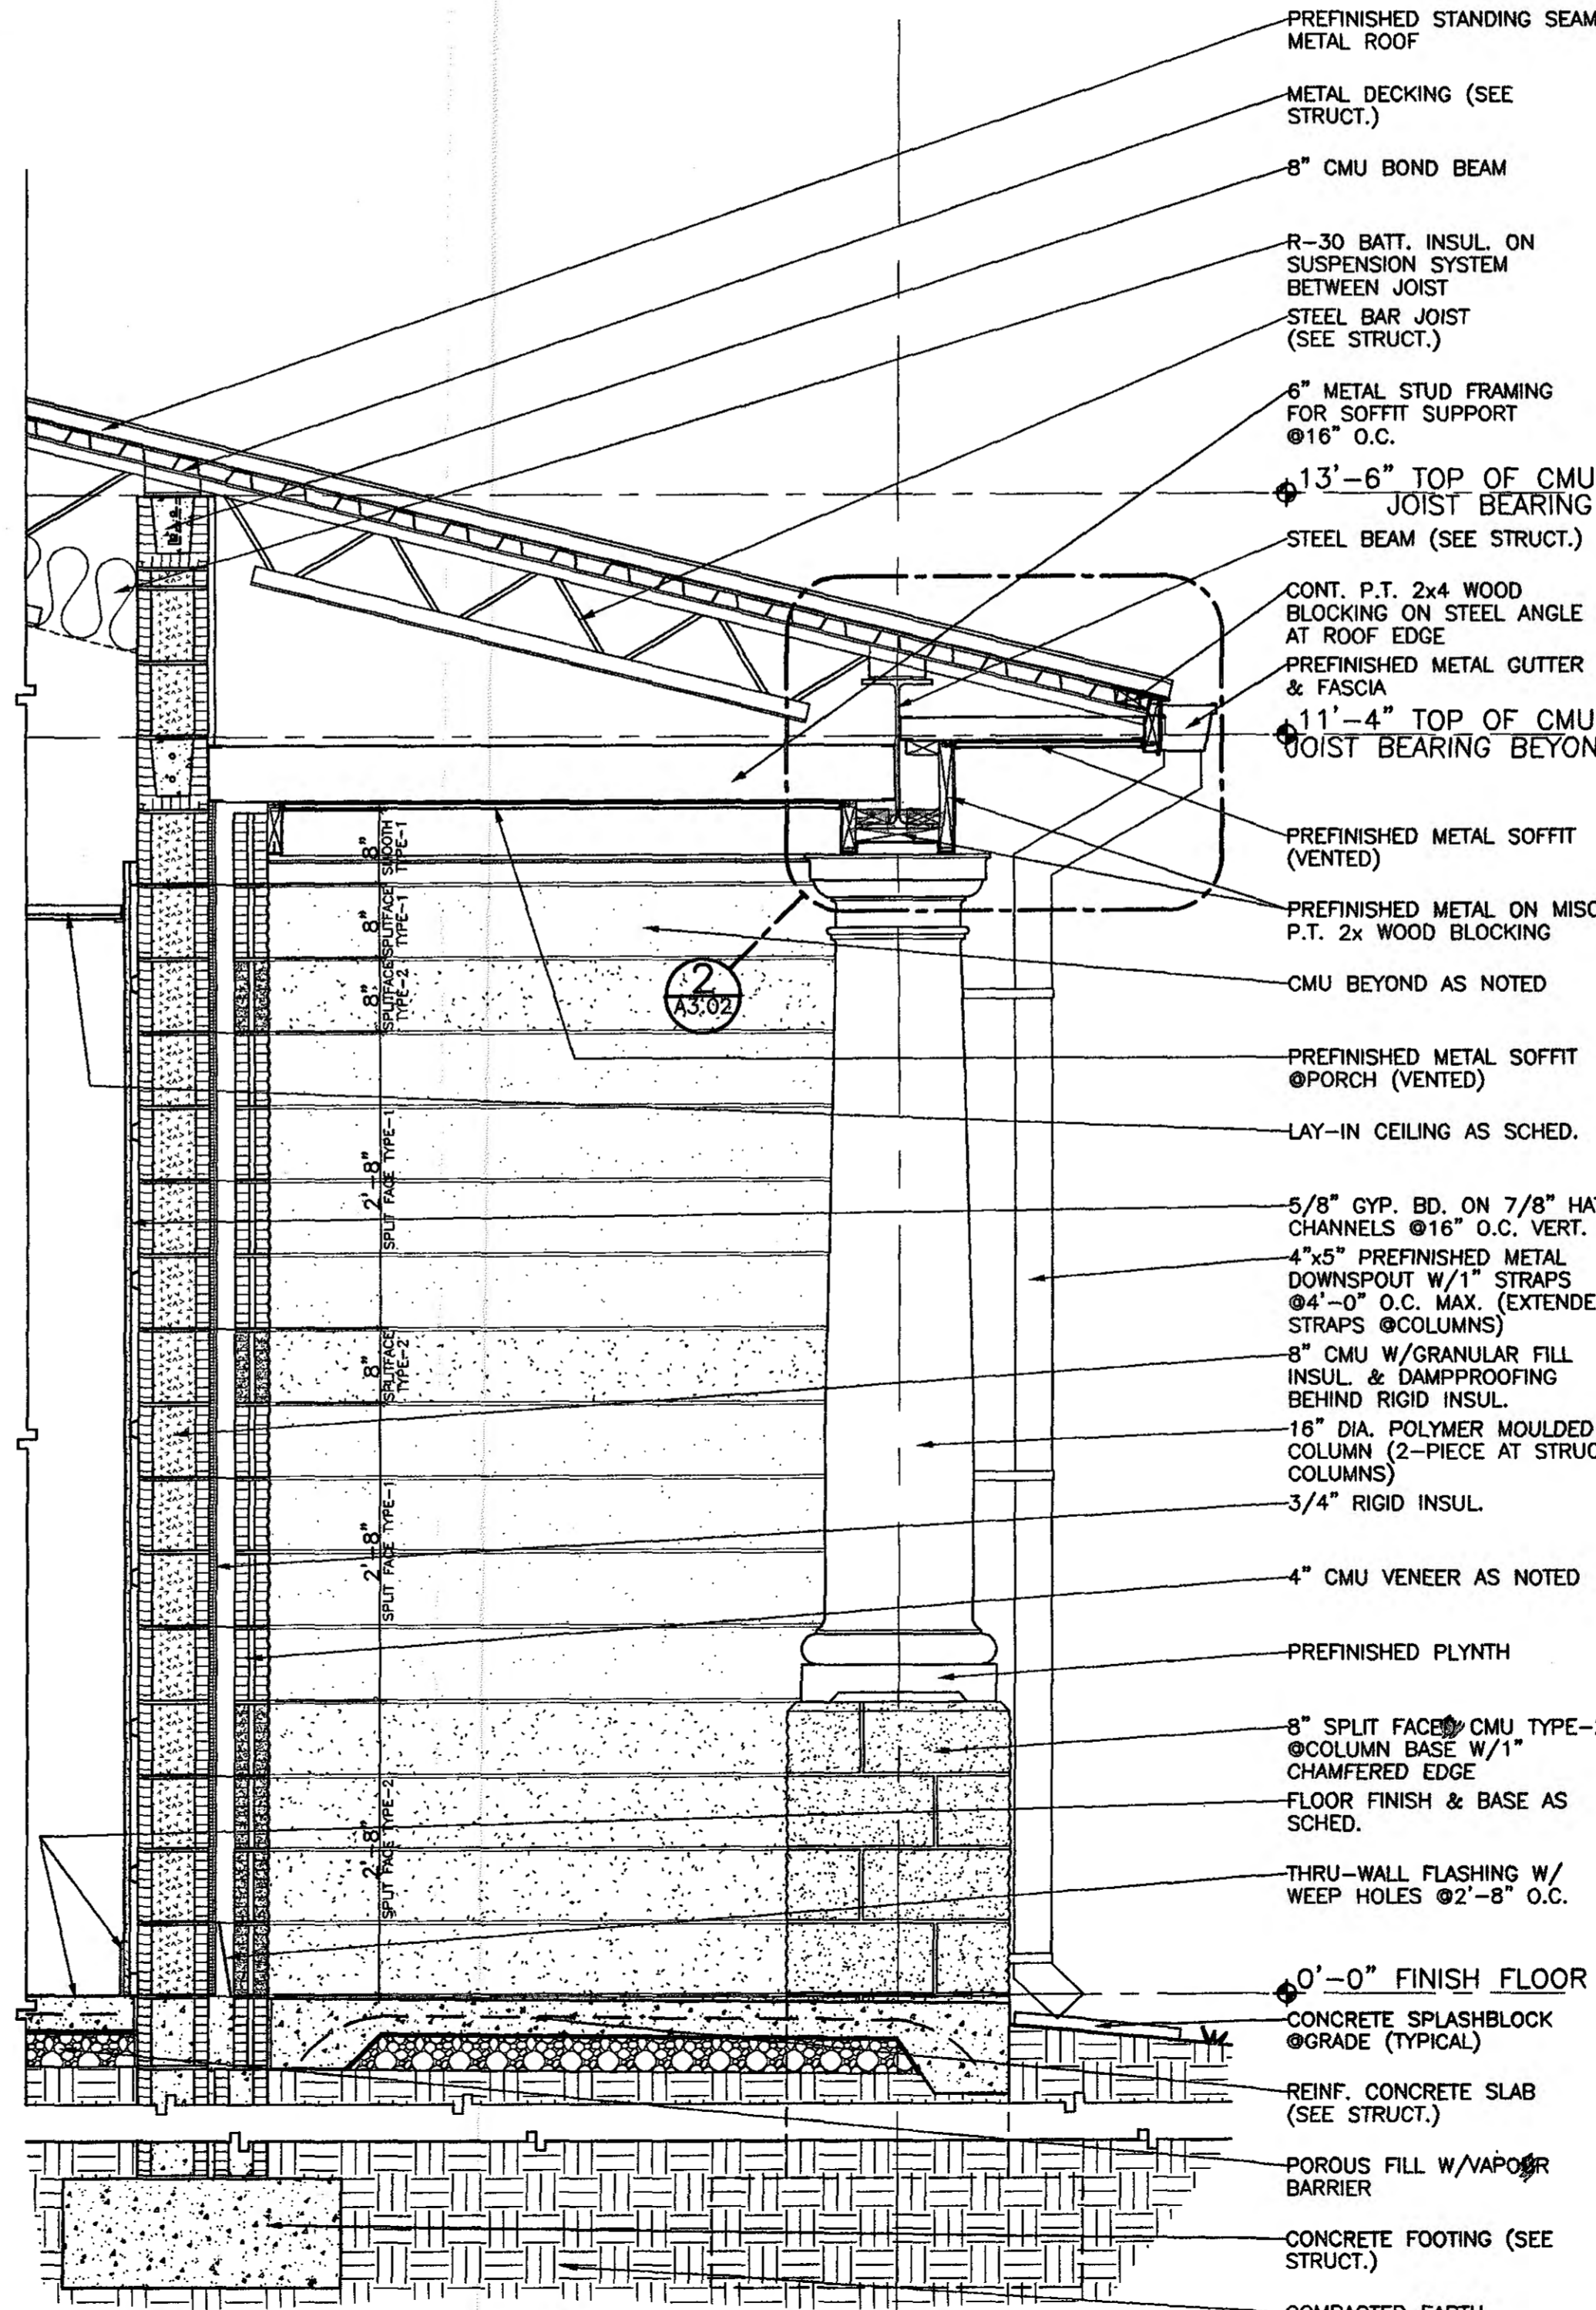 PREFINISHED STANDING SEAM
METAL ROOF
METAL DECKING (SEE
STRUCT.)
8" CMU BOND BEAM
R-30 BATT. INSUL. ON
SUSPENSION SYSTEM
BETWEEN JOIST
STEEL BAR JOIST
(SEE STRUCT.)
6" METAL STUD FRAMING
FOR SOFFIT SUPPORT
@16" O.C.
13'-6" TOP OF CMU
JOIST BEARING
STEEL BEAM (SEE STRUCT.)
CONT. P.T. 2x4 WOOD
BLOCKING ON STEEL ANGLE
AT ROOF EDGE
PREFINISHED METAL GUTTER
& FASCIA
11'-4" TOP OF CMU
JOIST BEARING BEYON
PREFINISHED METAL SOFFIT
(VENTED)
PREFINISHED METAL ON MISC
P.T. 2x WOOD BLOCKING
CMU BEYOND AS NOTED
PREFINISHED METAL SOFFIT
@PORCH (VENTED)
LAY-IN CEILING AS SCHED.
5/8" GYP. BD. ON 7/8" HA
CHANNELS @16" O.C. VERT.
4"x5" PREFINISHED METAL
DOWNSPOUT W/1" STRAPS
@4'-0" O.C. MAX. (EXTENDE
STRAPS @COLUMNS)
8" CMU W/GRANULAR FILL
INSUL. & DAMPPROOFING
BEHIND RIGID INSUL.
16" DIA. POLYMER MOULDED
COLUMN (2-PIECE AT STRUC
COLUMNS)
3/4" RIGID INSUL.
4" CMU VENEER AS NOTED
PREFINISHED PLYNTH
8" SPLIT FACE CMU TYPE-
@COLUMN BASE W/1"
CHAMFERED EDGE
FLOOR FINISH & BASE AS
SCHED.
THRU-WALL FLASHING W/
WEEP HOLES @2'-8" O.C.
0'-0" FINISH FLOOR
CONCRETE SPLASHBLOCK
@GRADE (TYPICAL)
REINF. CONCRETE SLAB
(SEE STRUCT.)
POROUS FILL W/VAPOUR
BARRIER
CONCRETE FOOTING (SEE
STRUCT.)
COMPACTED EARTH
8"
SMOOTH
TYPE-1
8"
SPLITFACE
TYPE-1
8"
SPLITFACE
TYPE-2
2'-8"
SPLIT FACE TYPE-1
8"
SPLITFACE
TYPE-2
2'-8"
SPLIT FACE TYPE-1
2'-8"
SPLIT FACE TYPE-2
2
A3.02